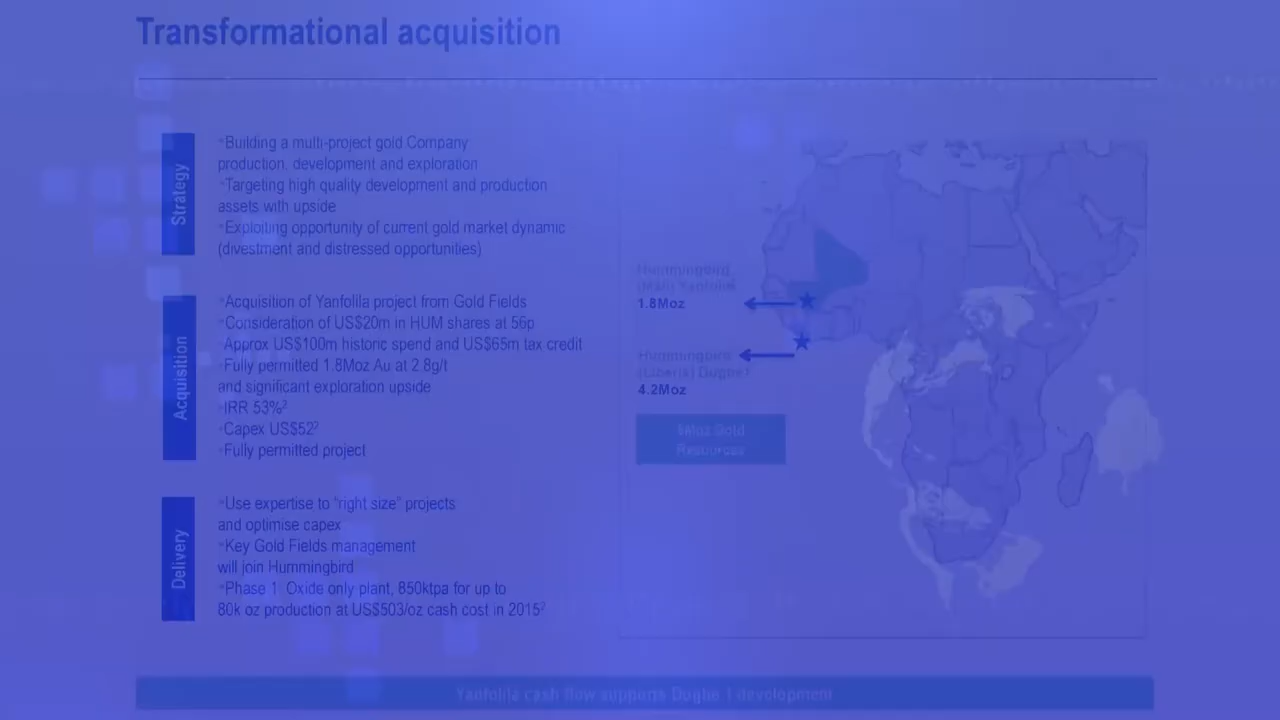 Transformational acquisition
Strategy
•Building a multi-project gold Company
production, development and exploration
•Targeting high quality development and production
assets with upside
•Exploiting opportunity of current gold market dynamic
(divestment and distressed opportunities)
Acquisition
•Acquisition of Yanfolila project from Gold Fields
•Consideration of US$20m in HUM shares at 56p
•Approx US$100m historic spend and US$65m tax credit
•Fully permitted 1.8Moz Au at 2.8g/t
and significant exploration upside
•IRR 53%²
•Capex US$52²
•Fully permitted project
Delivery
•Use expertise to "right size" projects
and optimise capex
•Key Gold Fields management
will join Hummingbird
•Phase 1: Oxide only plant, 850ktpa for up to
80k oz production at US$503/oz cash cost in 2015²
Hummingbird
(Mali) Yanfolila
1.8Moz
Hummingbird
(Liberia) Dugbe
4.2Moz
Gold
Resources
Yanfolila cash flow supports Dugbe 1 development